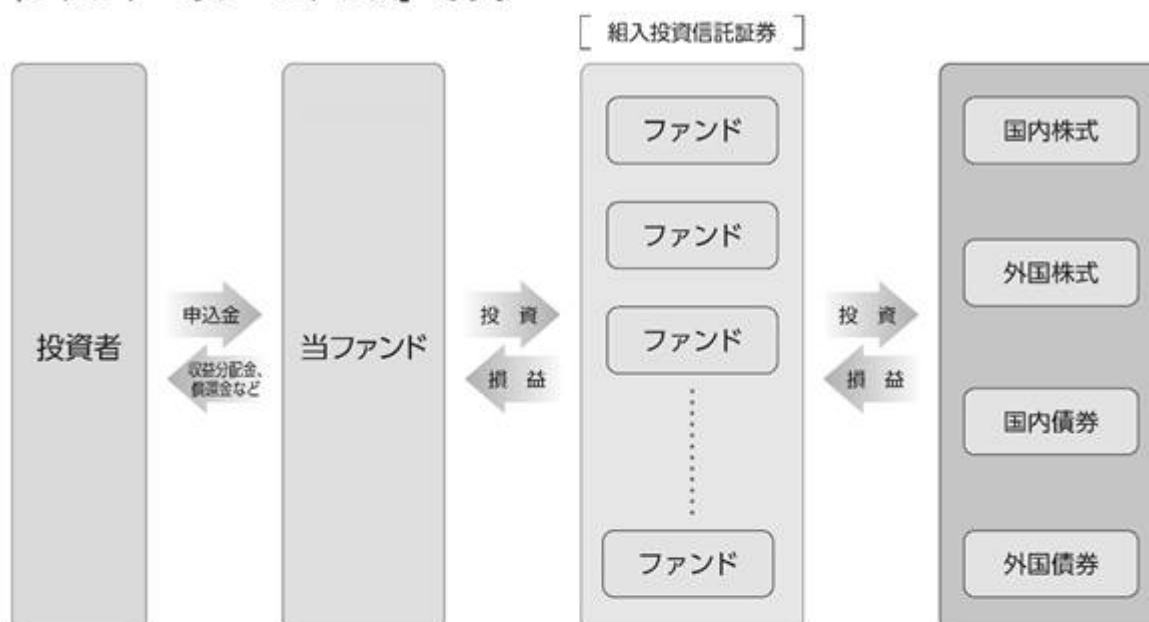 [組入投資信託証券]
投資者
申込金
収益分配金、
償還金など
当ファンド
投資
損益
ファンド
ファンド
ファンド
ファンド
投資
損益
国内株式
外国株式
国内債券
外国債券